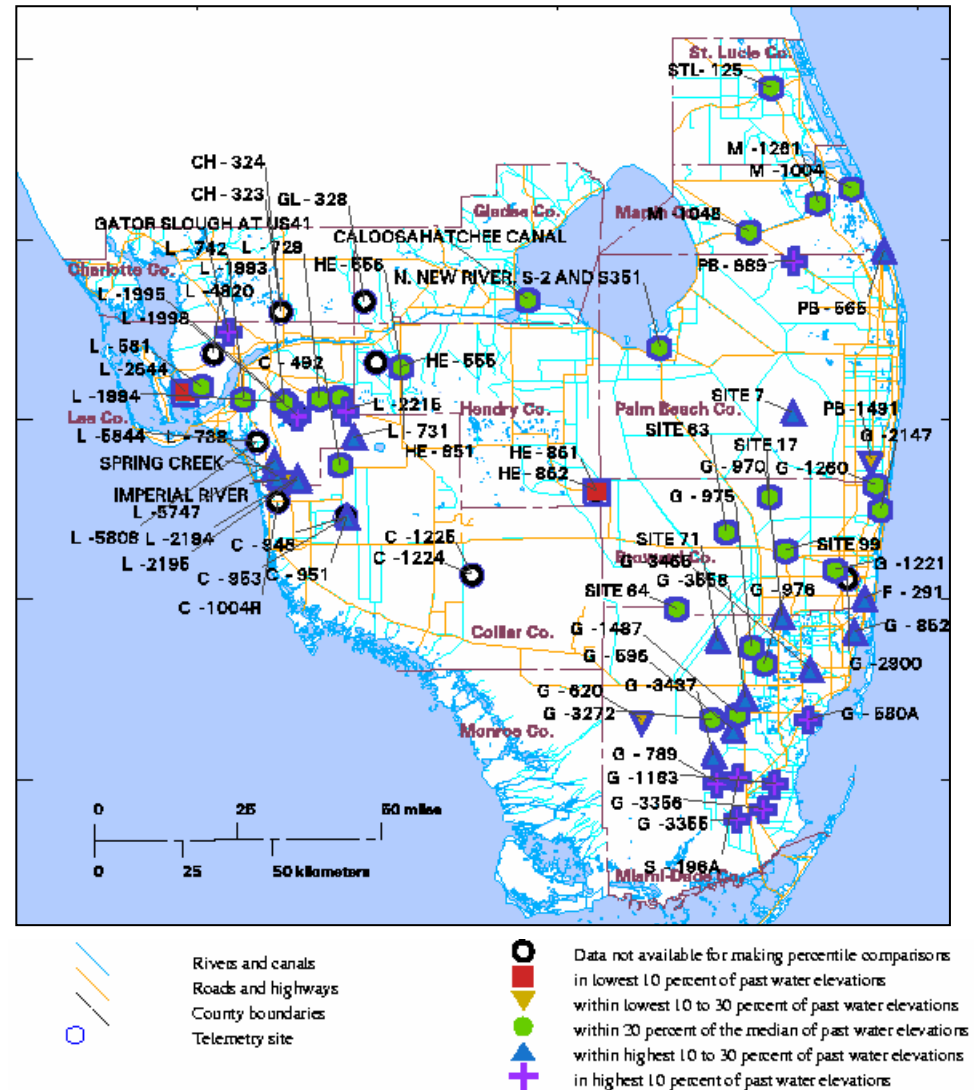 St. Lucie Co.
STL- 125
M -1261
M -1004
CH - 324
CH - 323
GL - 328
Glades Co.
Martin Co.
M -1048
GATOR SLOUGH AT US41
L - 742
L - 729
CALOOSAHATCHEE CANAL
Charlotte Co.
L - 1993
HE - 556
N. NEW RIVER, S-2 AND S351
PB - 689
L -1995
L -4820
PB - 565
L -1998
L - 581
C - 492
HE - 555
L -2644
SITE 7
L -1994
L -2215
Hendry Co.
Palm Beach Co.
PB -1491
Lee Co.
SITE 63
L -5844
L - 738
L - 731
SITE 17
G -2147
HE - 851
HE - 861
SPRING CREEK
G - 970
G -1260
HE - 862
IMPERIAL RIVER
G - 975
L -5747
L -5808
L -2194
C - 948
C -1225
SITE 71
SITE 99
L -2195
C -1224
Broward Co.
G -3466
G -1221
C - 953
C - 951
G -3558
G - 976
F - 291
C -1004R
SITE 64
G - 852
Collier Co.
G -1487
G - 596
G -2900
G - 620
G -3437
G -3272
G - 580A
Monroe Co.
G - 789
G -1163
G -3356
G -3355
S - 196A
Miami-Dade Co.
0 25 50 miles
0 25 50 kilometers
Rivers and canals
Roads and highways
County boundaries
Telemetry site
Data not available for making percentile comparisons
in lowest 10 percent of past water elevations
within lowest 10 to 30 percent of past water elevations
within 20 percent of the median of past water elevations
within highest 10 to 30 percent of past water elevations
in highest 10 percent of past water elevations